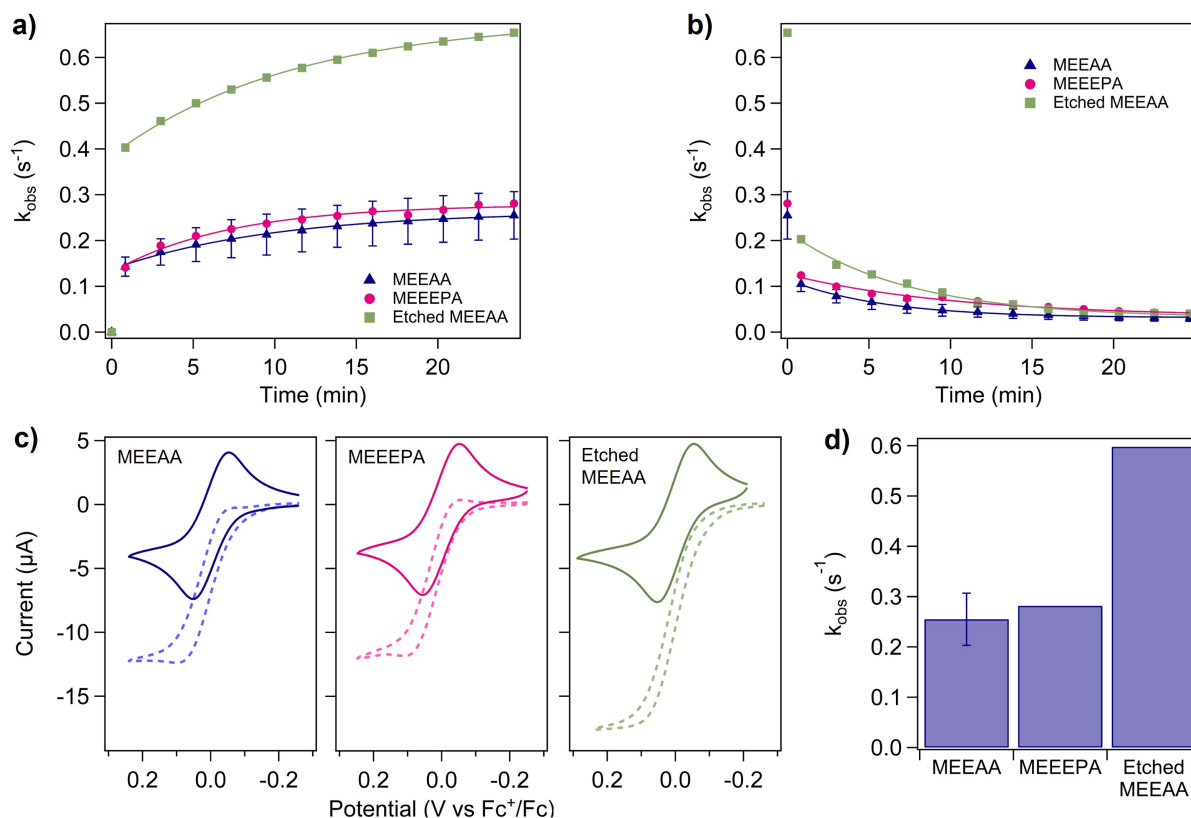 a)
k_obs (s⁻¹)
0.6
0.5
0.4
0.3
0.2
0.1
0.0
MEEAA
MEEEPA
Etched MEEAA
0
5
10
15
20
Time (min)
b)
k_obs (s⁻¹)
0.6
0.5
0.4
0.3
0.2
0.1
0.0
MEEAA
MEEEPA
Etched MEEAA
0
5
10
15
20
Time (min)
c)
Current (µA)
5
0
-5
-10
-15
MEEAA
MEEEPA
Etched
MEEAA
0.2 0.0 -0.2
0.2 0.0 -0.2
0.2 0.0 -0.2
Potential (V vs Fc⁺/Fc)
d)
k_obs (s⁻¹)
0.6
0.5
0.4
0.3
0.2
0.1
0.0
MEEAA
MEEEPA
Etched
MEEAA